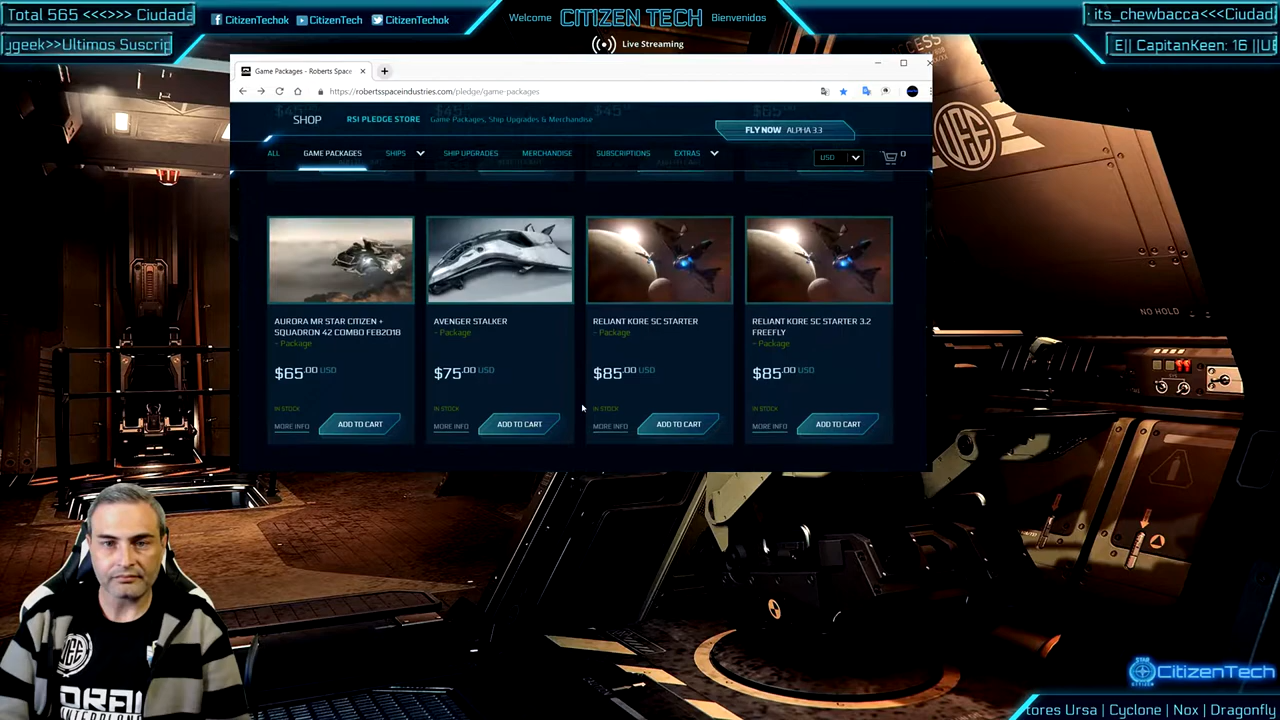 Total 565 <<>>> Ciudada
ygeek>>Ultimos Suscrip
CitizenTechok
CitizenTech
CitizenTechok
Welcome
CITIZEN TECH
Bienvenidos
Live Streaming
its_chewbacca<<<Ciudad
E|| CapitanKeen: 16 ||Ul
Game Packages - Roberts Space
https://robertsspaceindustries.com/pledge/game-packages
SHOP
RSI PLEDGE STORE
Game Packages, Ship Upgrades & Merchandise
FLY NOW ALPHA 3.3
ALL
GAME PACKAGES
SHIPS
SHIP UPGRADES
MERCHANDISE
SUBSCRIPTIONS
EXTRAS
USD
0
AURORA MR STAR CITIZEN +
SQUADRON 42 COMBO FEB2018
- Package
$65.00 USD
IN STOCK
MORE INFO
ADD TO CART
AVENGER STALKER
- Package
$75.00 USD
IN STOCK
MORE INFO
ADD TO CART
RELIANT KORE SC STARTER
- Package
$85.00 USD
IN STOCK
MORE INFO
ADD TO CART
RELIANT KORE SC STARTER 3.2
FREEFLY
- Package
$85.00 USD
IN STOCK
MORE INFO
ADD TO CART
UEE
NO HOLD
UEE
CitizenTech
tores Ursa | Cyclone | Nox | Dragonfly